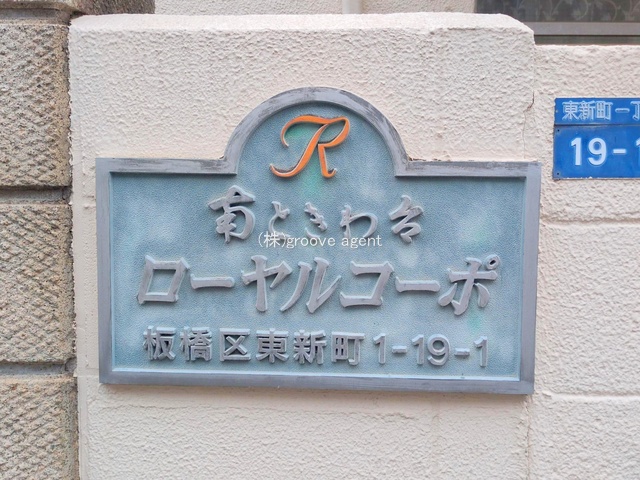 R
南ときわ台
(株)groove agent
ローヤルコーポ
板橋区東新町1-19-1
東新町一丁
19-1